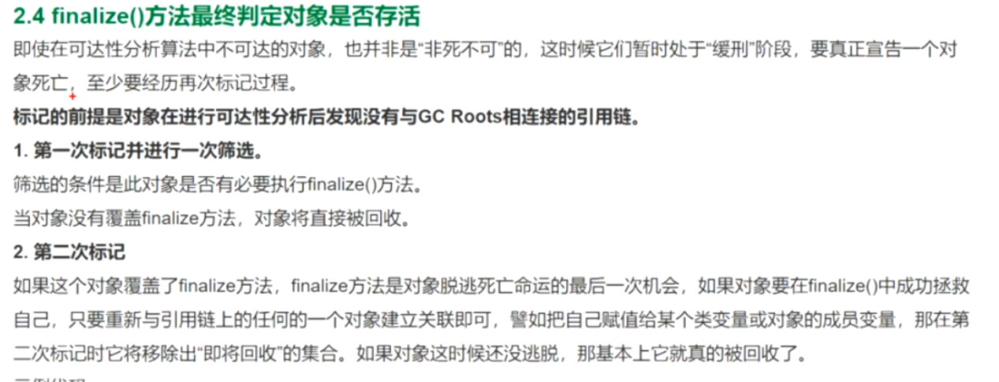 2.4 finalize()方法最终判定对象是否存活
即使在可达性分析算法中不可达的对象，也并非是“非死不可”的，这时候它们暂时处于“缓刑”阶段，要真正宣告一个对
象死亡，至少要经历再次标记过程。
标记的前提是对象在进行可达性分析后发现没有与GC Roots相连接的引用链。
1. 第一次标记并进行一次筛选。
筛选的条件是此对象是否有必要执行finalize()方法。
当对象没有覆盖finalize方法，对象将直接被回收。
2. 第二次标记
如果这个对象覆盖了finalize方法，finalize方法是对象脱逃死亡命运的最后一次机会，如果对象要在finalize()中成功拯救
自己，只要重新与引用链上的任何的一个对象建立关联即可，譬如把自己赋值给某个类变量或对象的成员变量，那在第
二次标记时它将移除出“即将回收”的集合。如果对象这时候还没逃脱，那基本上它就真的被回收了。